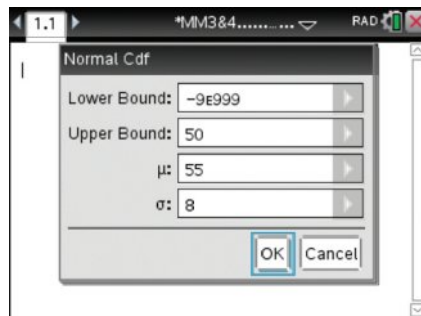 1.1 *MM3&4......... RAD
Normal Cdf
Lower Bound: -9E999
Upper Bound: 50
μ: 55
σ: 8
OK Cancel